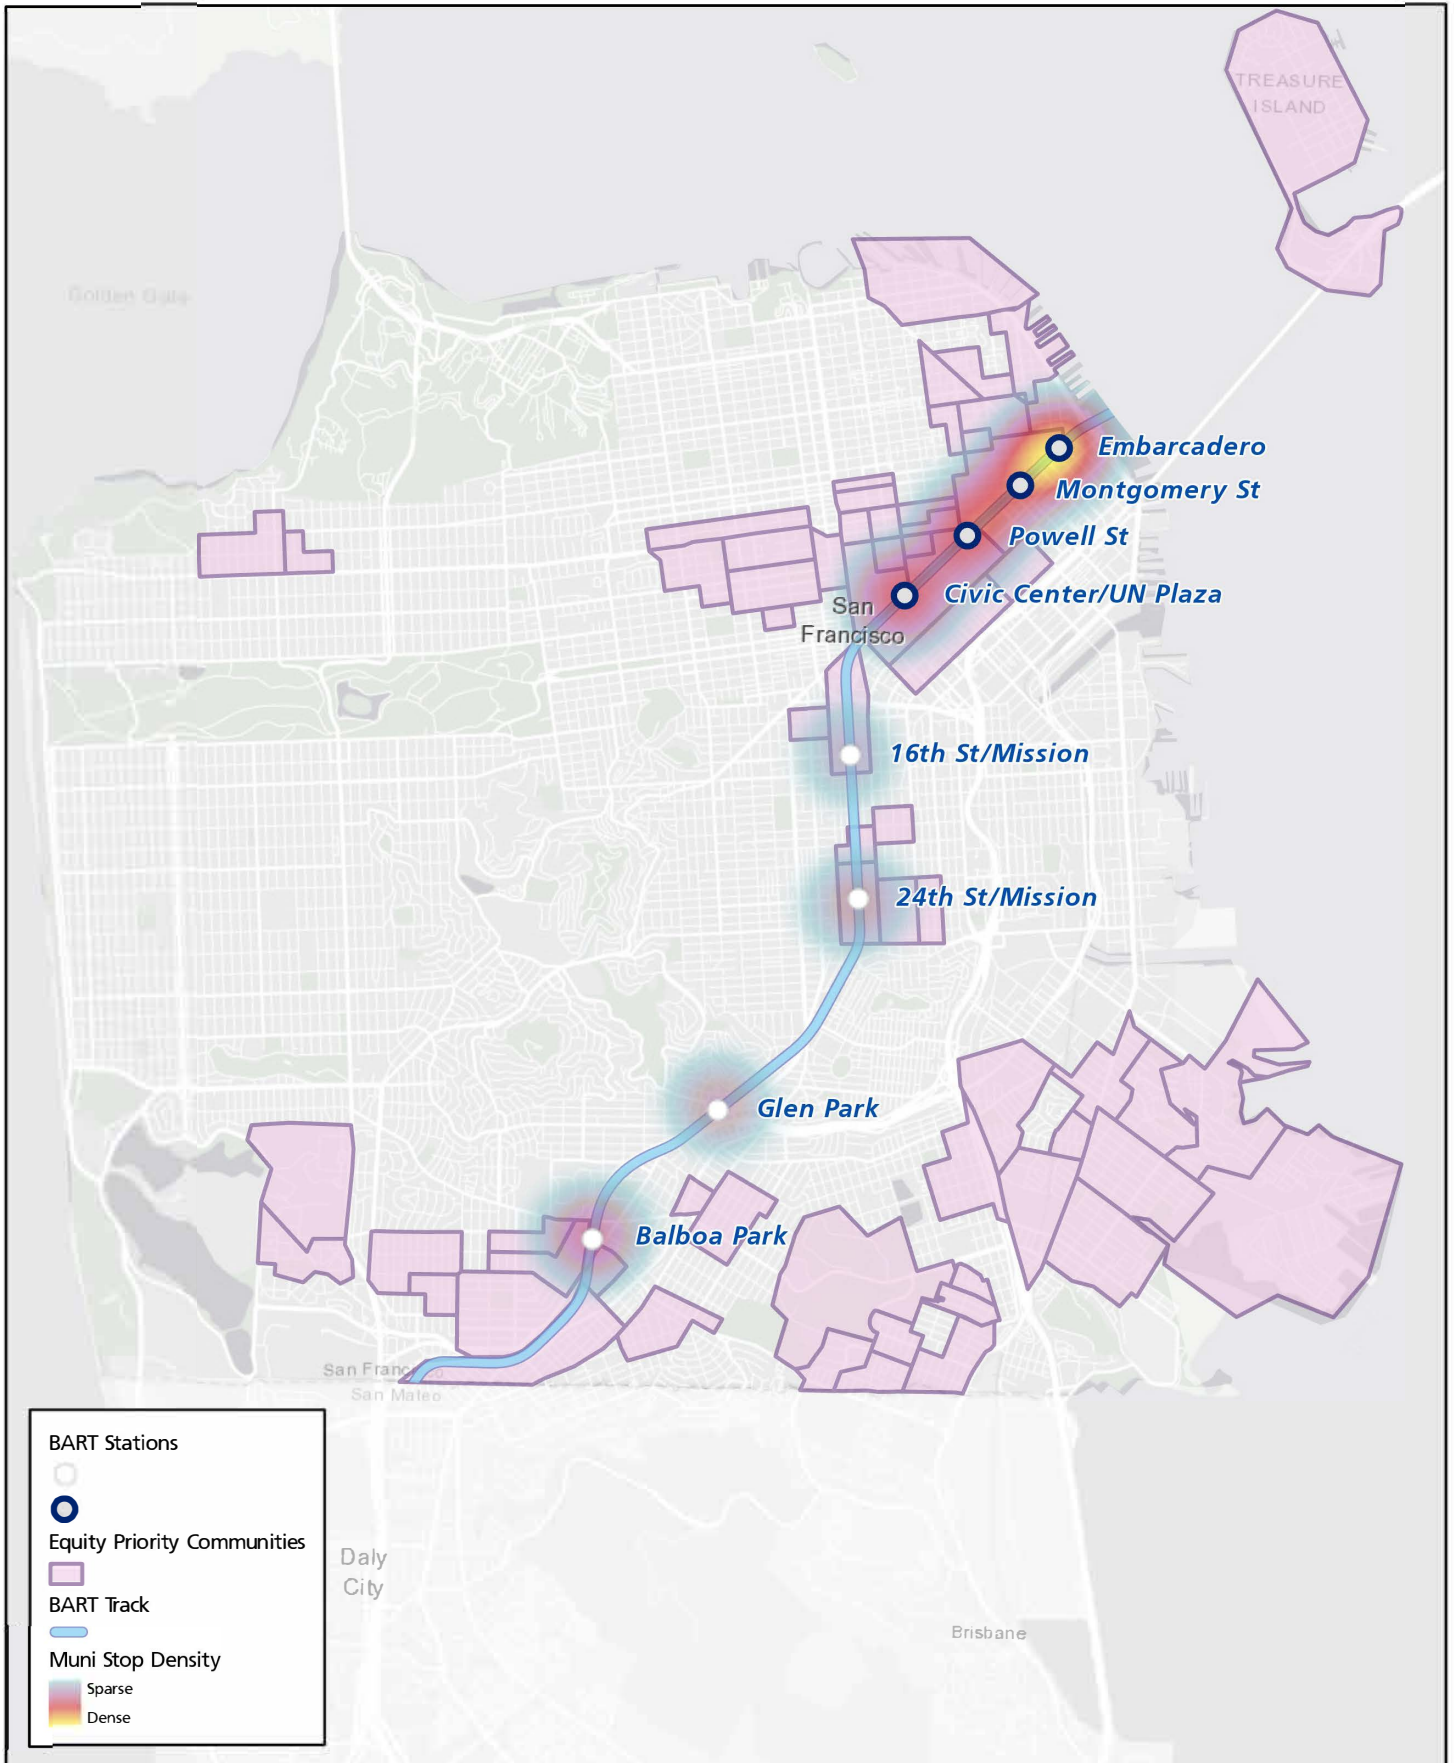 TREASURE
ISLAND
Golden Gate
Embarcadero
Montgomery St
Powell St
Civic Center/UN Plaza
San
Francisco
16th St/Mission
24th St/Mission
Glen Park
Balboa Park
San Franc
San Mateo
BART Stations
Equity Priority Communities
BART Track
Muni Stop Density
Sparse
Dense
Daly
City
Brisbane